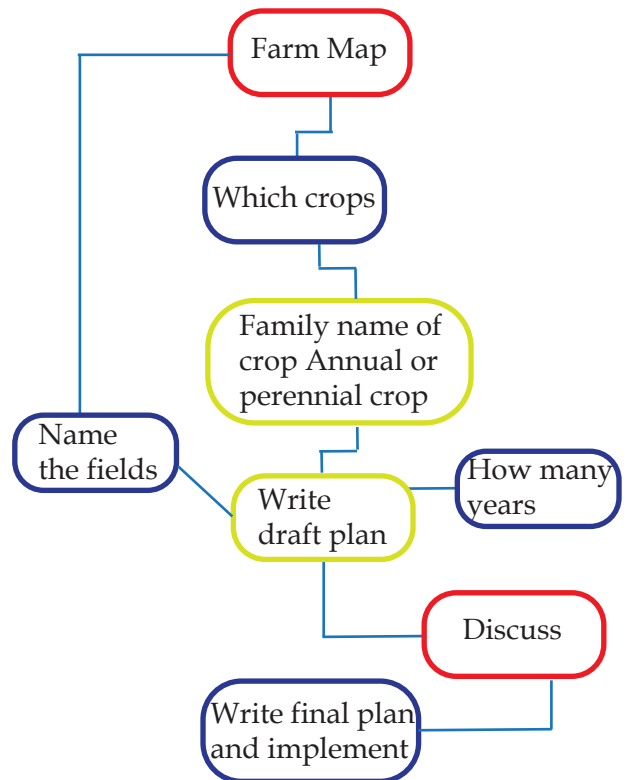 Farm Map
Which crops
Family name of
crop Annual or
perennial crop
Name
the fields
How many
years
Write
draft plan
Discuss
Write final plan
and implement